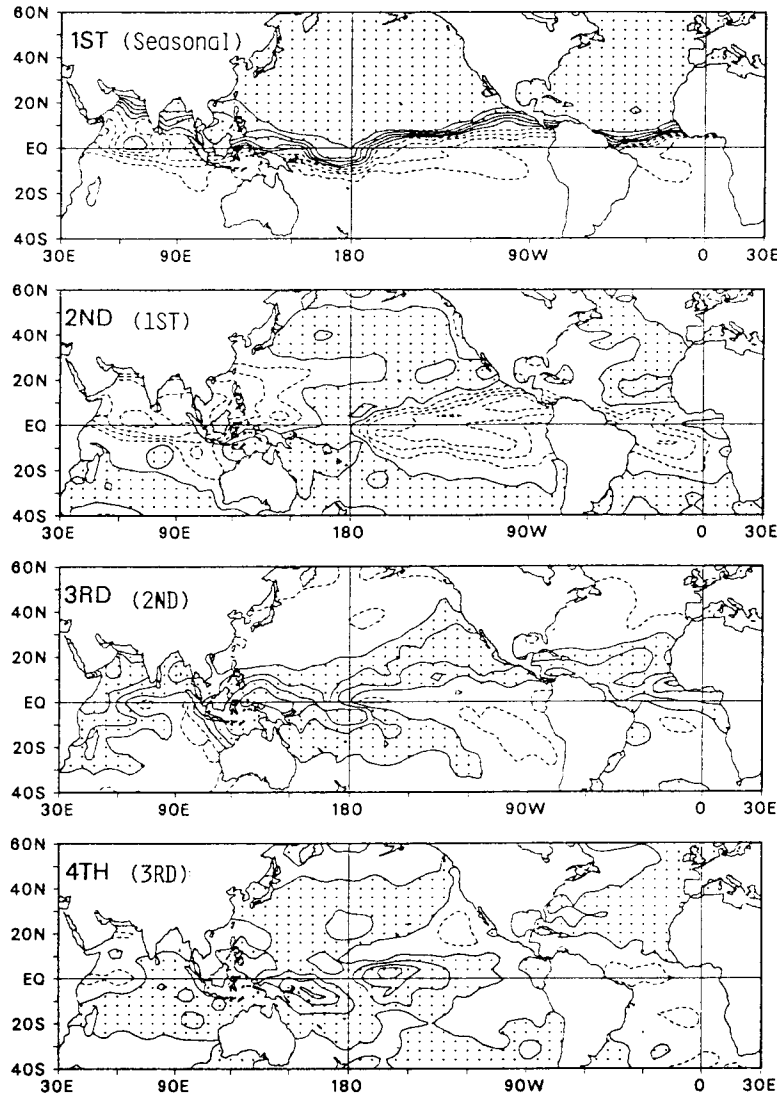 60N
1ST (Seasonal)
40N
20N
EQ
20S
40S
30E 90E 180 90W 0 30E
60N
2ND (1ST)
40N
20N
EQ
20S
40S
30E 90E 180 90W 0 30E
60N
3RD (2ND)
40N
20N
EQ
20S
40S
30E 90E 180 90W 0 30E
60N
4TH (3RD)
40N
20N
EQ
20S
40S
30E 90E 180 90W 0 30E